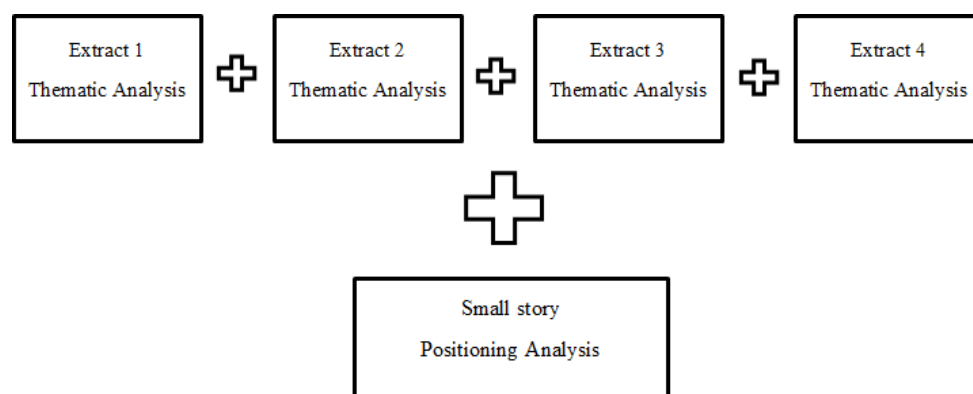 Extract 1
Thematic Analysis
Extract 2
Thematic Analysis
Extract 3
Thematic Analysis
Extract 4
Thematic Analysis
Small story
Positioning Analysis